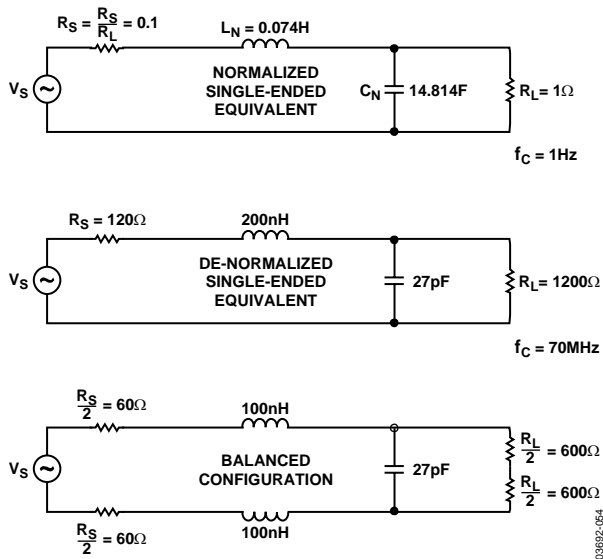 R_S = R_S/R_L = 0.1
L_N = 0.074H
V_S
NORMALIZED
SINGLE-ENDED
EQUIVALENT
C_N
14.814F
R_L= 1Ω
f_C = 1Hz
R_S = 120Ω
200nH
V_S
DE-NORMALIZED
SINGLE-ENDED
EQUIVALENT
27pF
R_L= 1200Ω
f_C = 70MHz
R_S/2 = 60Ω
100nH
V_S
BALANCED
CONFIGURATION
27pF
R_L/2 = 600Ω
R_L/2 = 600Ω
R_S/2 = 60Ω
100nH
03692-054